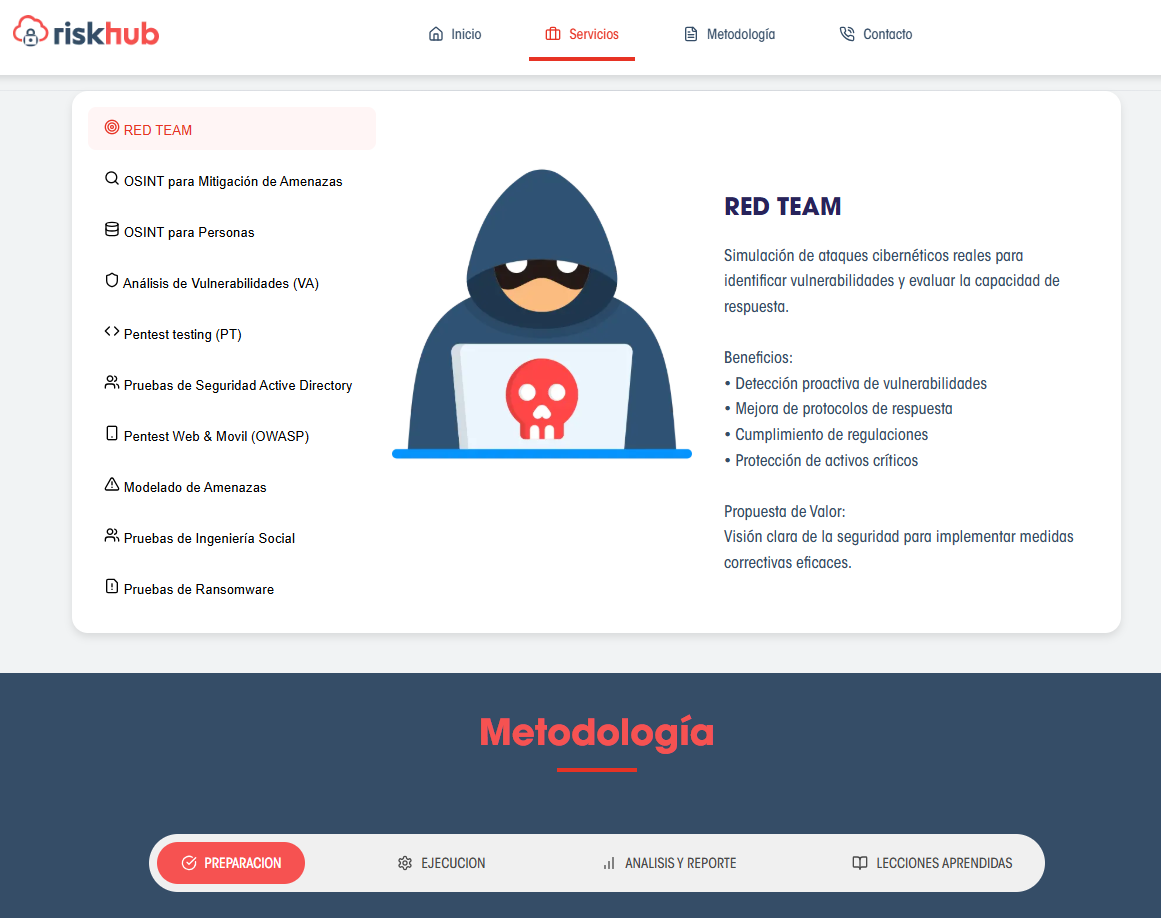 riskhub
Inicio
Servicios
Metodología
Contacto
RED TEAM
OSINT para Mitigación de Amenazas
OSINT para Personas
Análisis de Vulnerabilidades (VA)
Pentest testing (PT)
Pruebas de Seguridad Active Directory
Pentest Web & Movil (OWASP)
Modelado de Amenazas
Pruebas de Ingeniería Social
Pruebas de Ransomware
RED TEAM
Simulación de ataques cibernéticos reales para
identificar vulnerabilidades y evaluar la capacidad de
respuesta.
Beneficios:
• Detección proactiva de vulnerabilidades
• Mejora de protocolos de respuesta
• Cumplimiento de regulaciones
• Protección de activos críticos
Propuesta de Valor:
Visión clara de la seguridad para implementar medidas
correctivas eficaces.
Metodología
PREPARACION
EJECUCION
ANALISIS Y REPORTE
LECCIONES APRENDIDAS